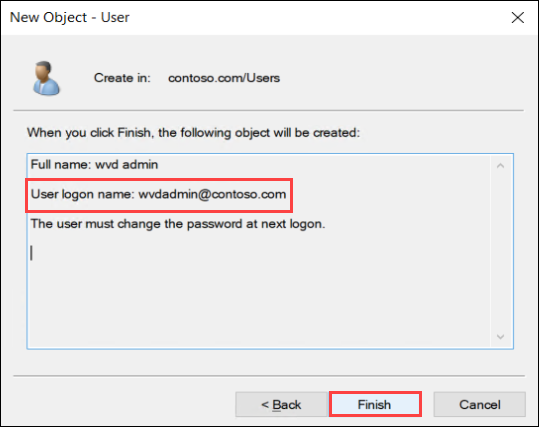 New Object - User
Create in: contoso.com/Users
When you click Finish, the following object will be created:
Full name: wvd admin
User logon name: wvdadmin@contoso.com
The user must change the password at next logon.
< Back Finish Cancel